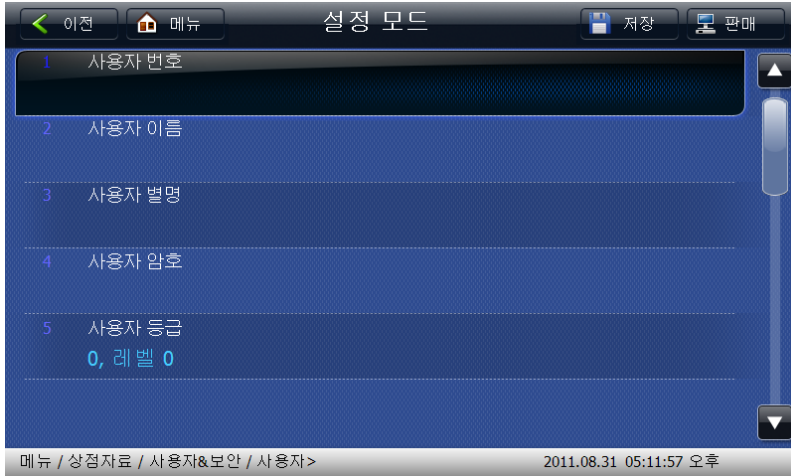 이전 메뉴 설정 모드 저장 판매
1 사용자 번호
2 사용자 이름
3 사용자 별명
4 사용자 암호
5 사용자 등급
0, 레벨 0
메뉴 / 상점자료 / 사용자&보안 / 사용자> 2011.08.31 05:11:57 오후